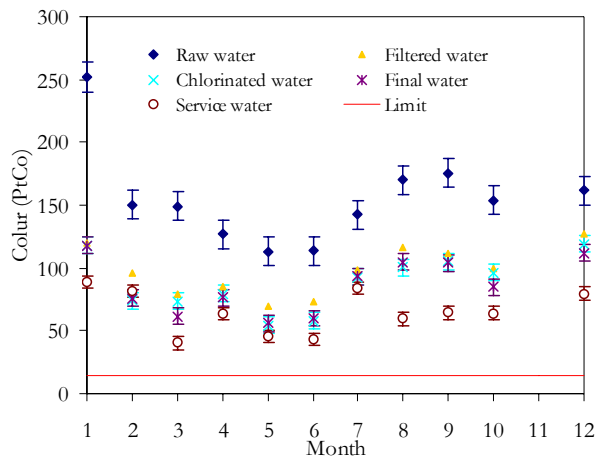 300
250
200
150
100
50
0
Colur (PtCo)
Raw water
Filtered water
Chlorinated water
Final water
Service water
Limit
1 2 3 4 5 6 7 8 9 10 11 12
Month